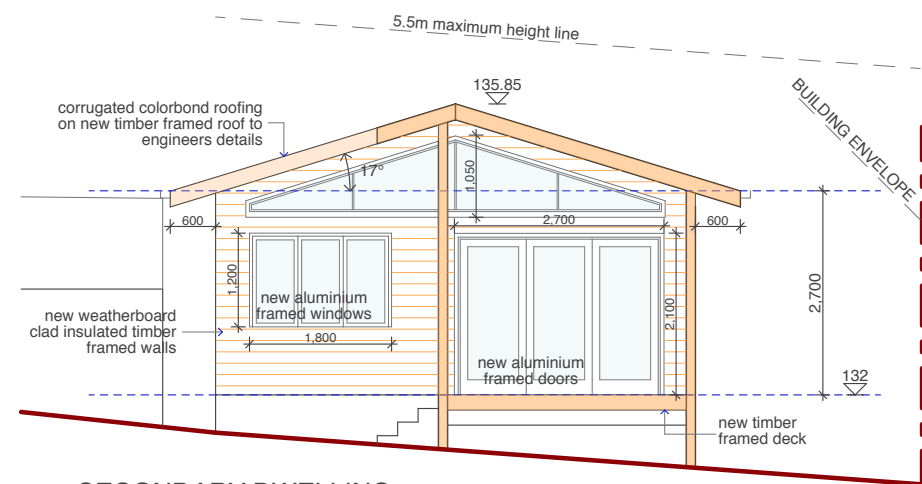 5.5m maximum height line
135.85
BUILDING ENVELOPE
corrugated colorbond roofing
on new timber framed roof to
engineers details
17°
1,050
600
2,700
600
1,200
new aluminium
framed windows
2,100
2,700
new weatherboard
clad insulated timber
framed walls
1,800
new aluminium
framed doors
132
new timber
framed deck
SECONDARY DWELLING